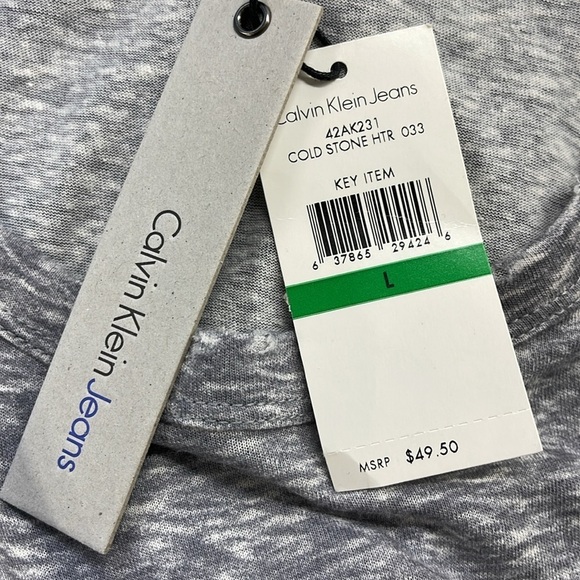 Calvin Klein Jeans
Calvin Klein Jeans
42AK231
COLD STONE HTR 033
KEY ITEM
6 37865 29424 6
L
MSRP $49.50